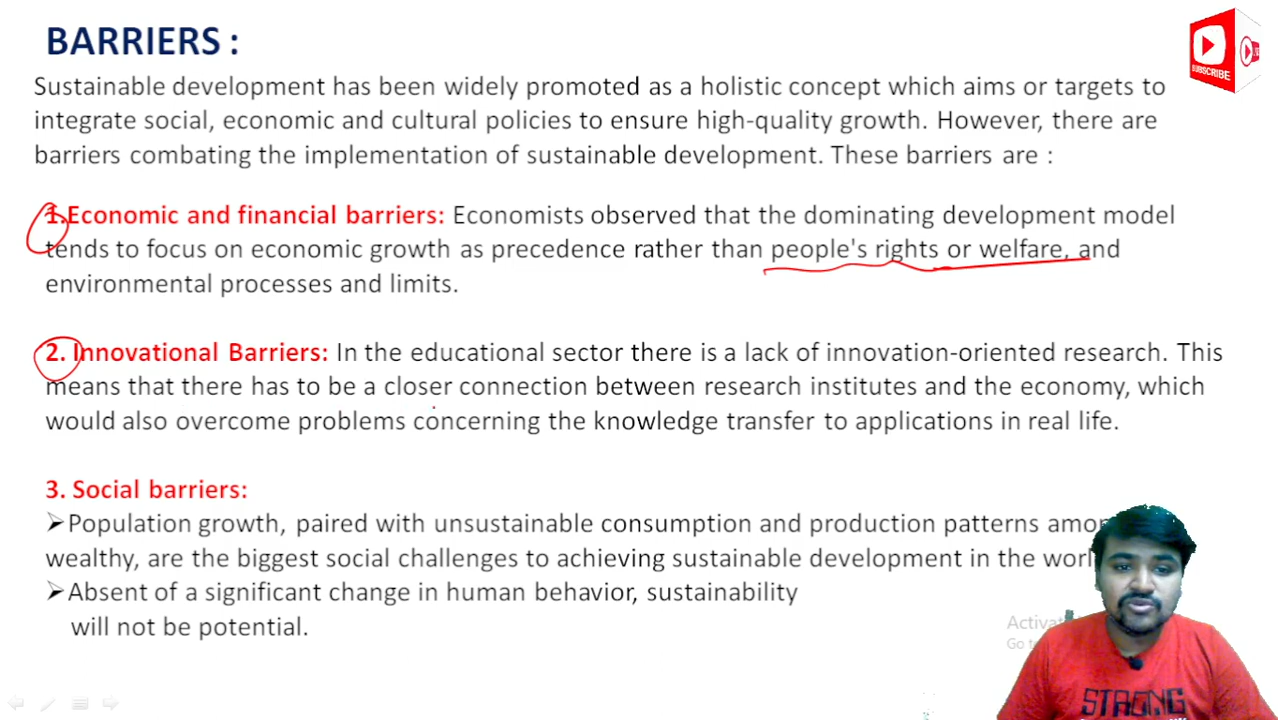 BARRIERS :
SUBSCRIBE
Sustainable development has been widely promoted as a holistic concept which aims or targets to
integrate social, economic and cultural policies to ensure high-quality growth. However, there are
barriers combating the implementation of sustainable development. These barriers are :
1.Economic and financial barriers: Economists observed that the dominating development model
tends to focus on economic growth as precedence rather than people's rights or welfare, and
environmental processes and limits.
2. Innovational Barriers: In the educational sector there is a lack of innovation-oriented research. This
means that there has to be a closer connection between research institutes and the economy, which
would also overcome problems concerning the knowledge transfer to applications in real life.
3. Social barriers:
➢Population growth, paired with unsustainable consumption and production patterns
wealthy, are the biggest social challenges to achieving sustainable development in the
➢Absent of a significant change in human behavior, sustainability
will not be potential.
Go
STRONG